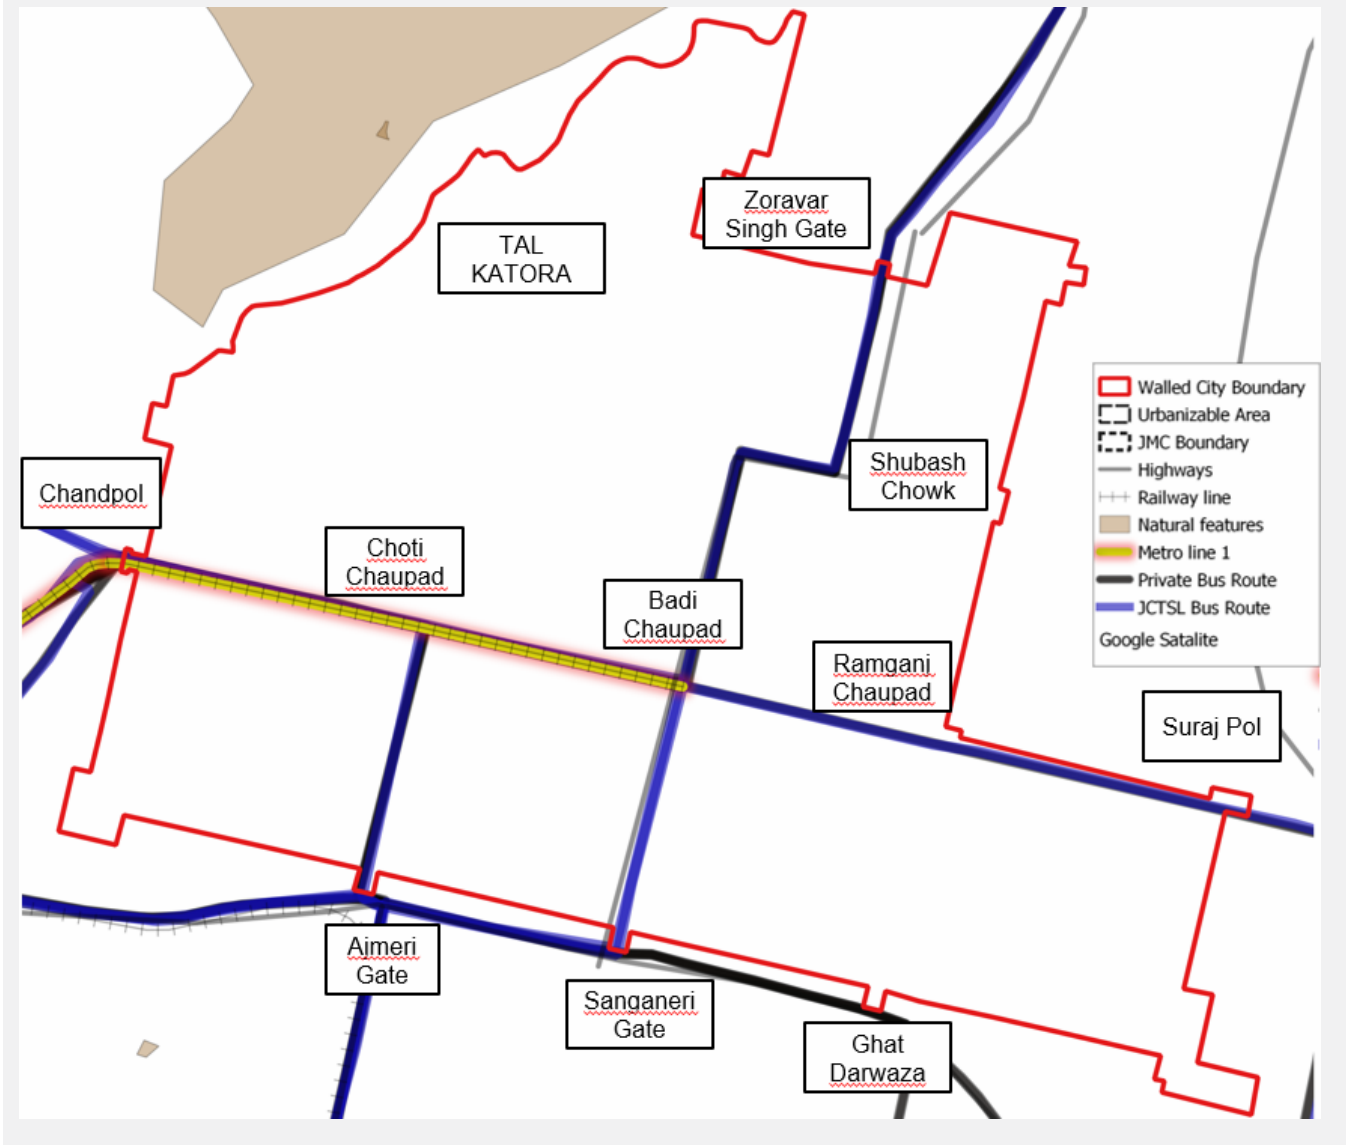 Zoravar
Singh Gate
TAL
KATORA
Walled City Boundary
Urbanizable Area
JMC Boundary
Highways
Railway line
Natural features
Metro line 1
Private Bus Route
JCTSL Bus Route
Google Satalite
Shubash
Chowk
Chandpol
Choti
Chaupad
Badi
Chaupad
Ramganj
Chaupad
Suraj Pol
Ajmeri
Gate
Sanganeri
Gate
Ghat
Darwaza